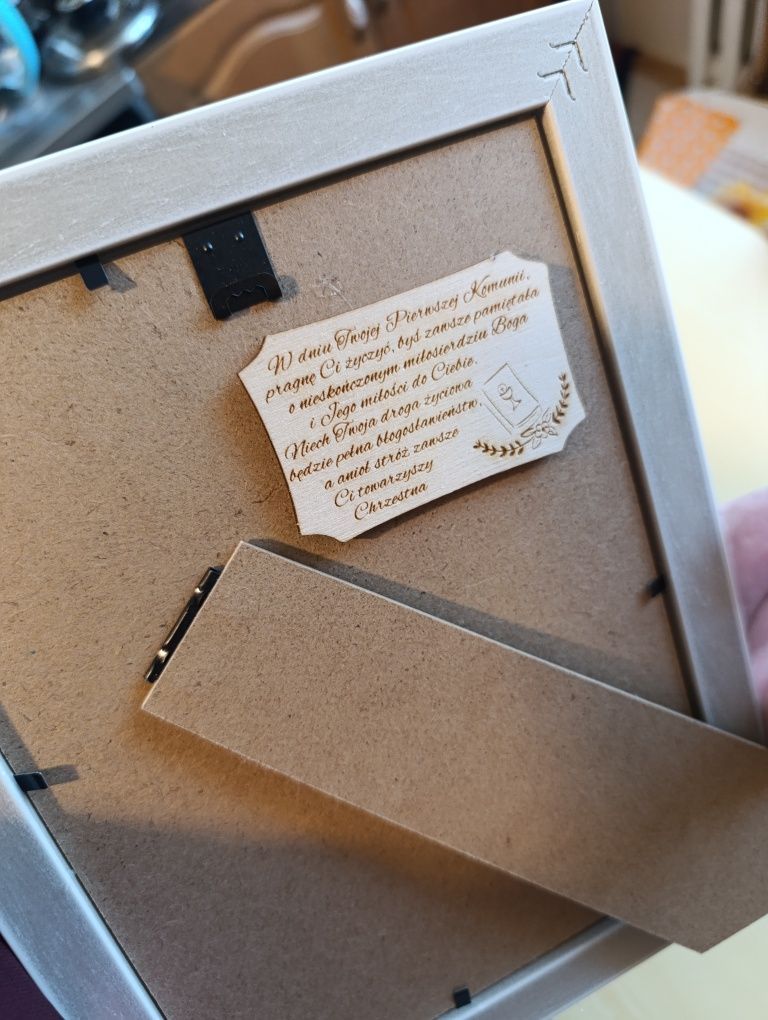 W dniu Twojej Pierwszej Komunii,
pragnę Ci życzyć, byś zawsze pamiętała
o nieskończonym miłosierdziu Boga
i Jego miłości do Ciebie.
Niech Twoja droga życiowa
będzie pełna błogosławieństw,
a anioł stróż zawsze
Ci towarzyszy
Chrzestna